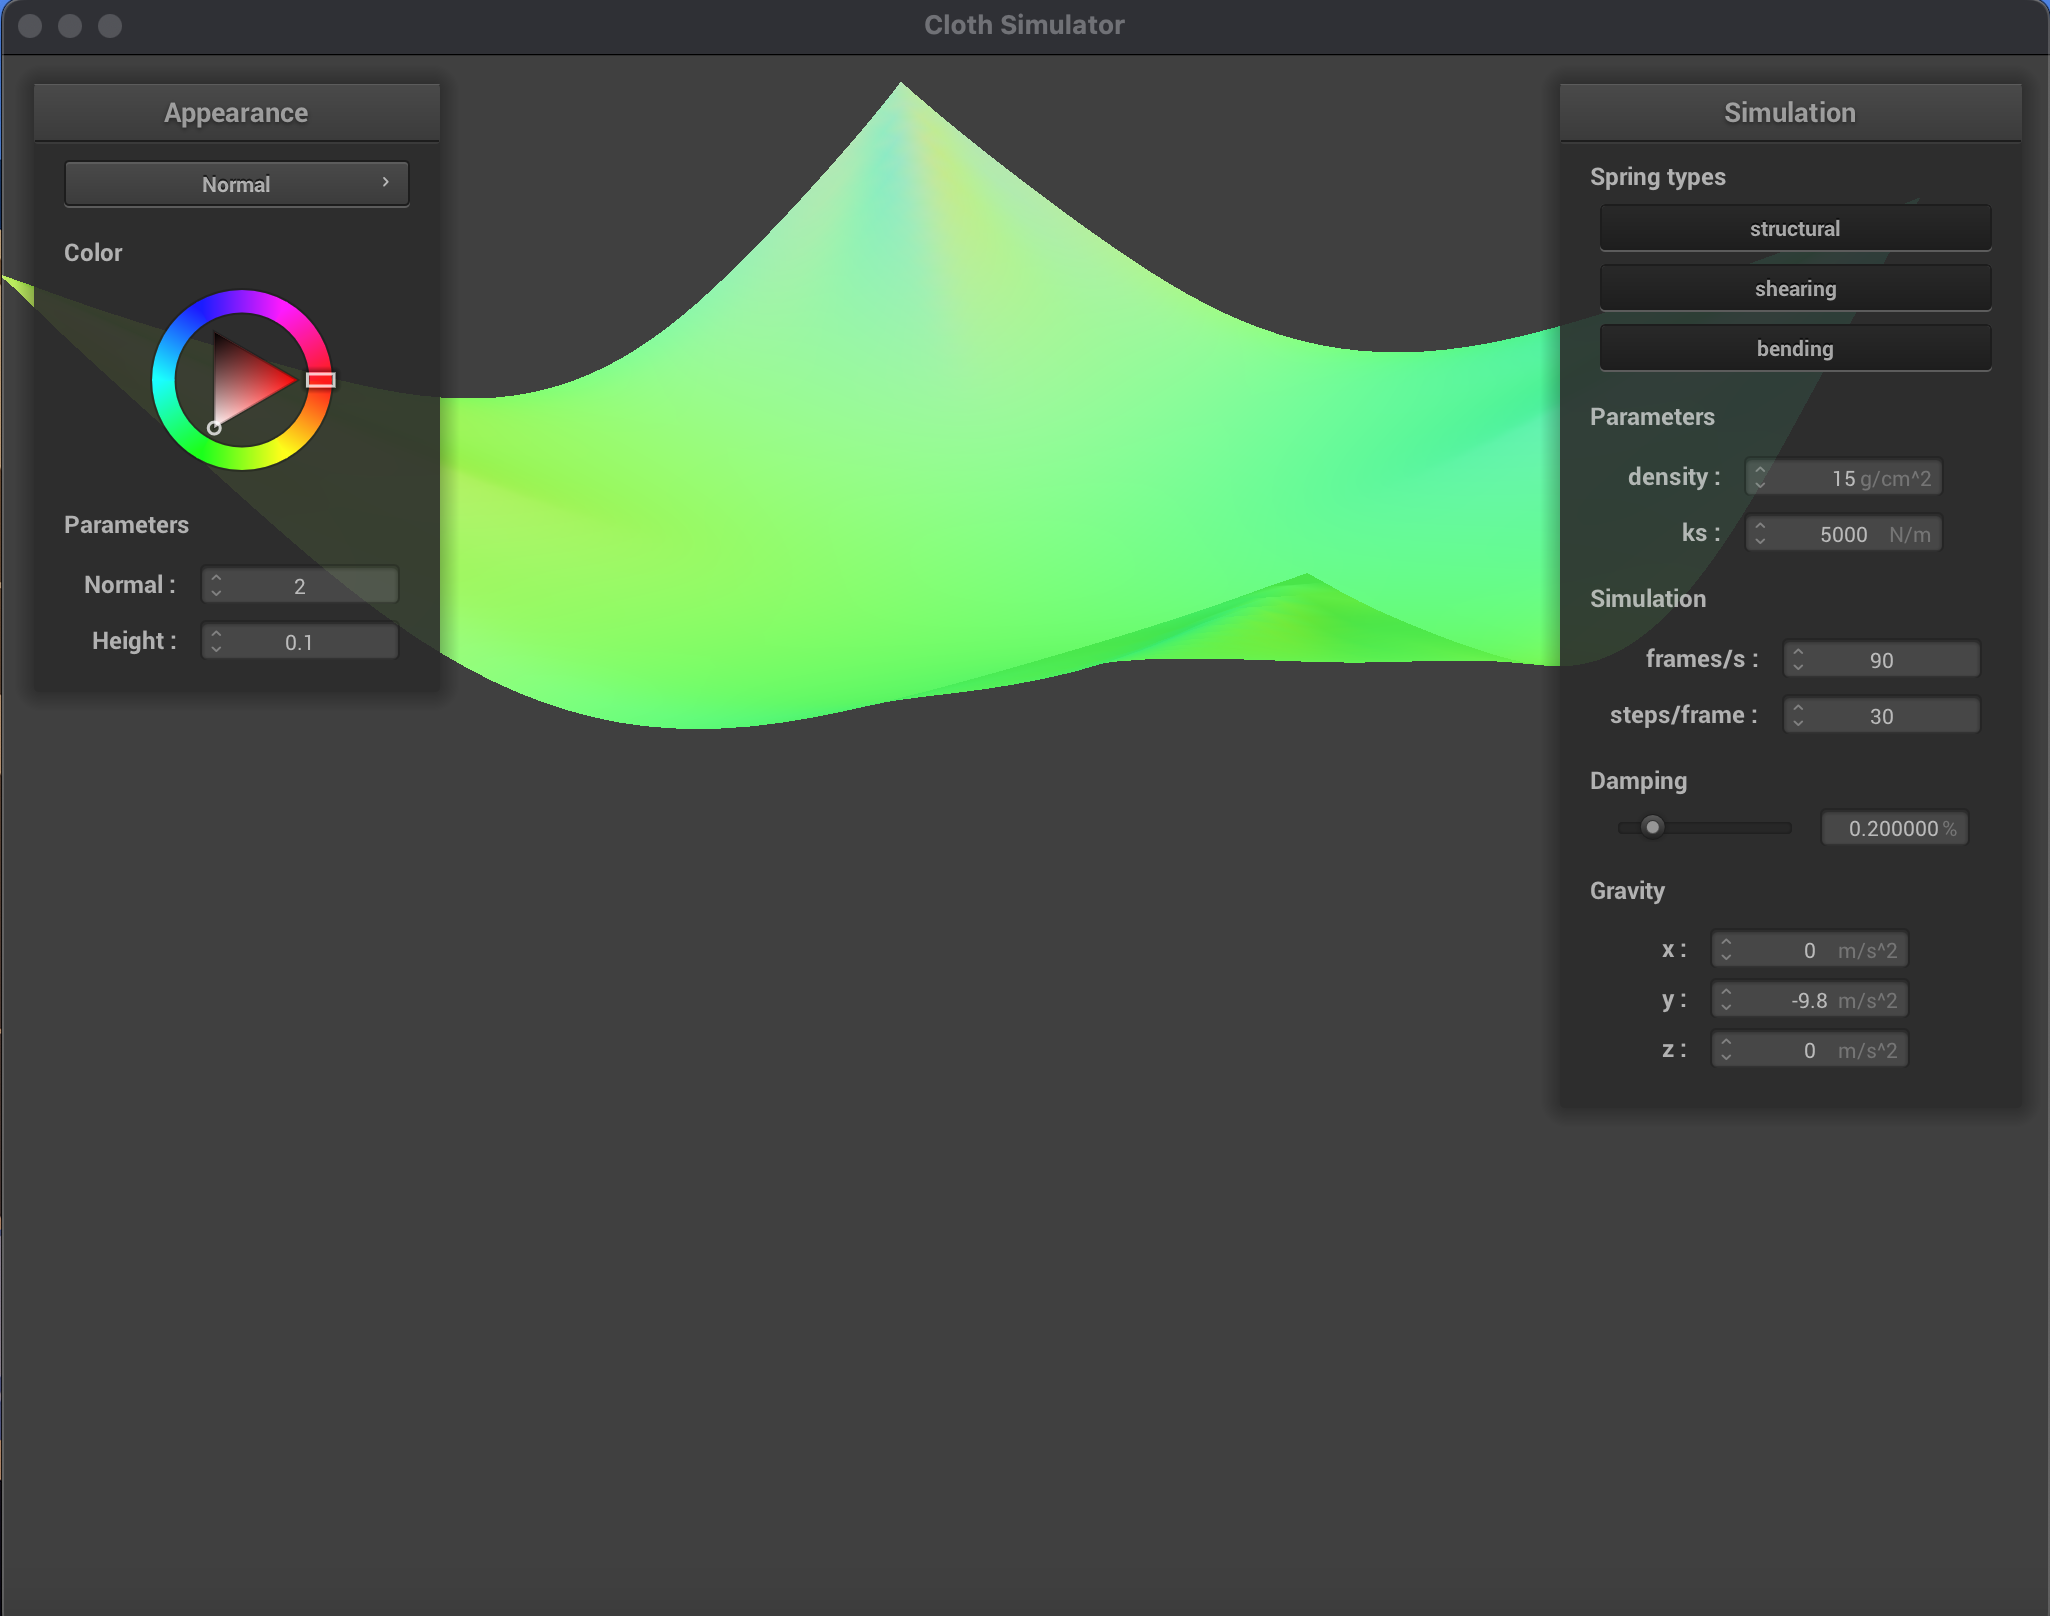 Cloth Simulator
Appearance
Normal
Color
Parameters
Normal : 2
Height : 0.1
Simulation
Spring types
structural
shearing
bending
Parameters
density : 15 g/cm^2
ks : 5000 N/m
Simulation
frames/s : 90
steps/frame : 30
Damping
0.200000 %
Gravity
x : 0 m/s^2
y : -9.8 m/s^2
z : 0 m/s^2